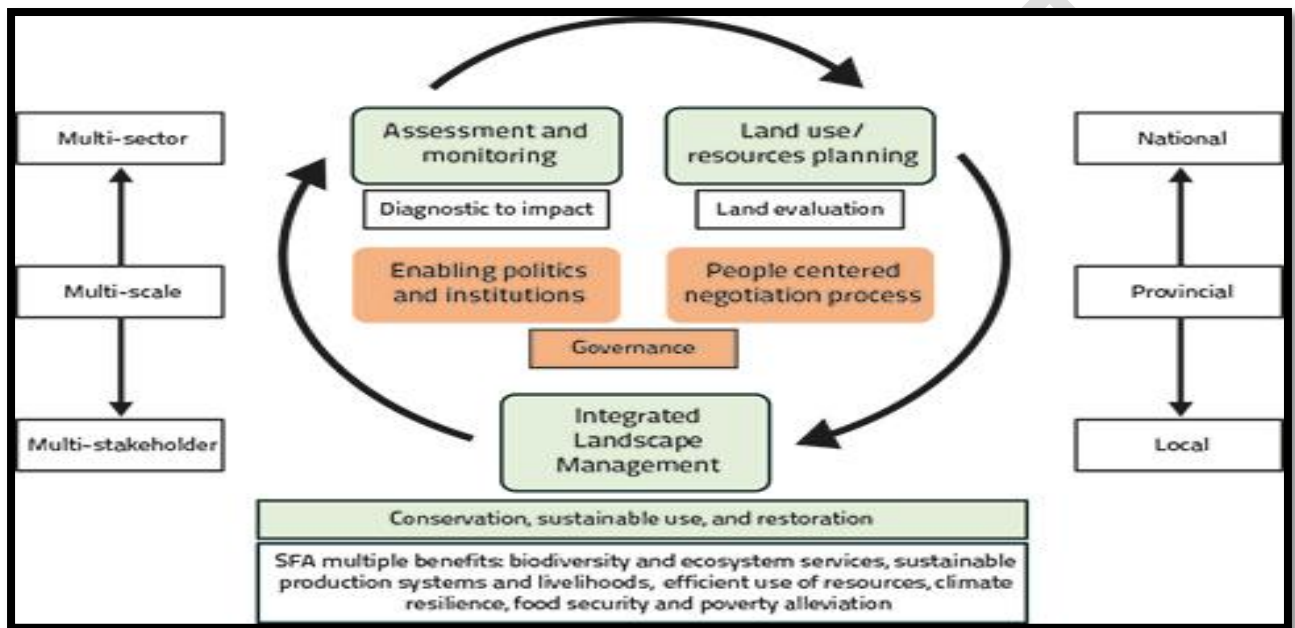 Assessment and
monitoring
Land use/
resources planning
Multi-sector
National
Diagnostic to impact
Land evaluation
Enabling politics
and institutions
People centered
negotiation process
Multi-scale
Provincial
Governance
Integrated
Landscape
Management
Multi-stakeholder
Local
Conservation, sustainable use, and restoration
SFA multiple benefits: biodiversity and ecosystem services, sustainable
production systems and livelihoods, efficient use of resources, climate
resilience, food security and poverty alleviation